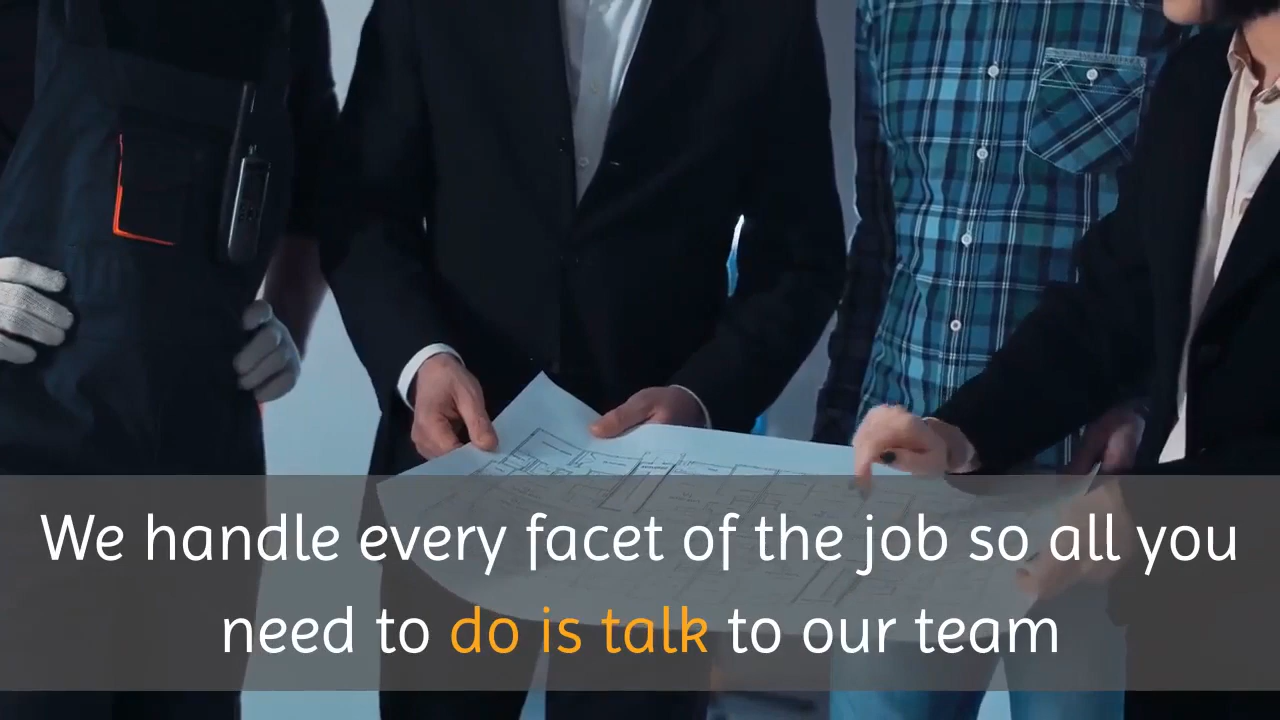 We handle every facet of the job so all you
need to do is talk to our team